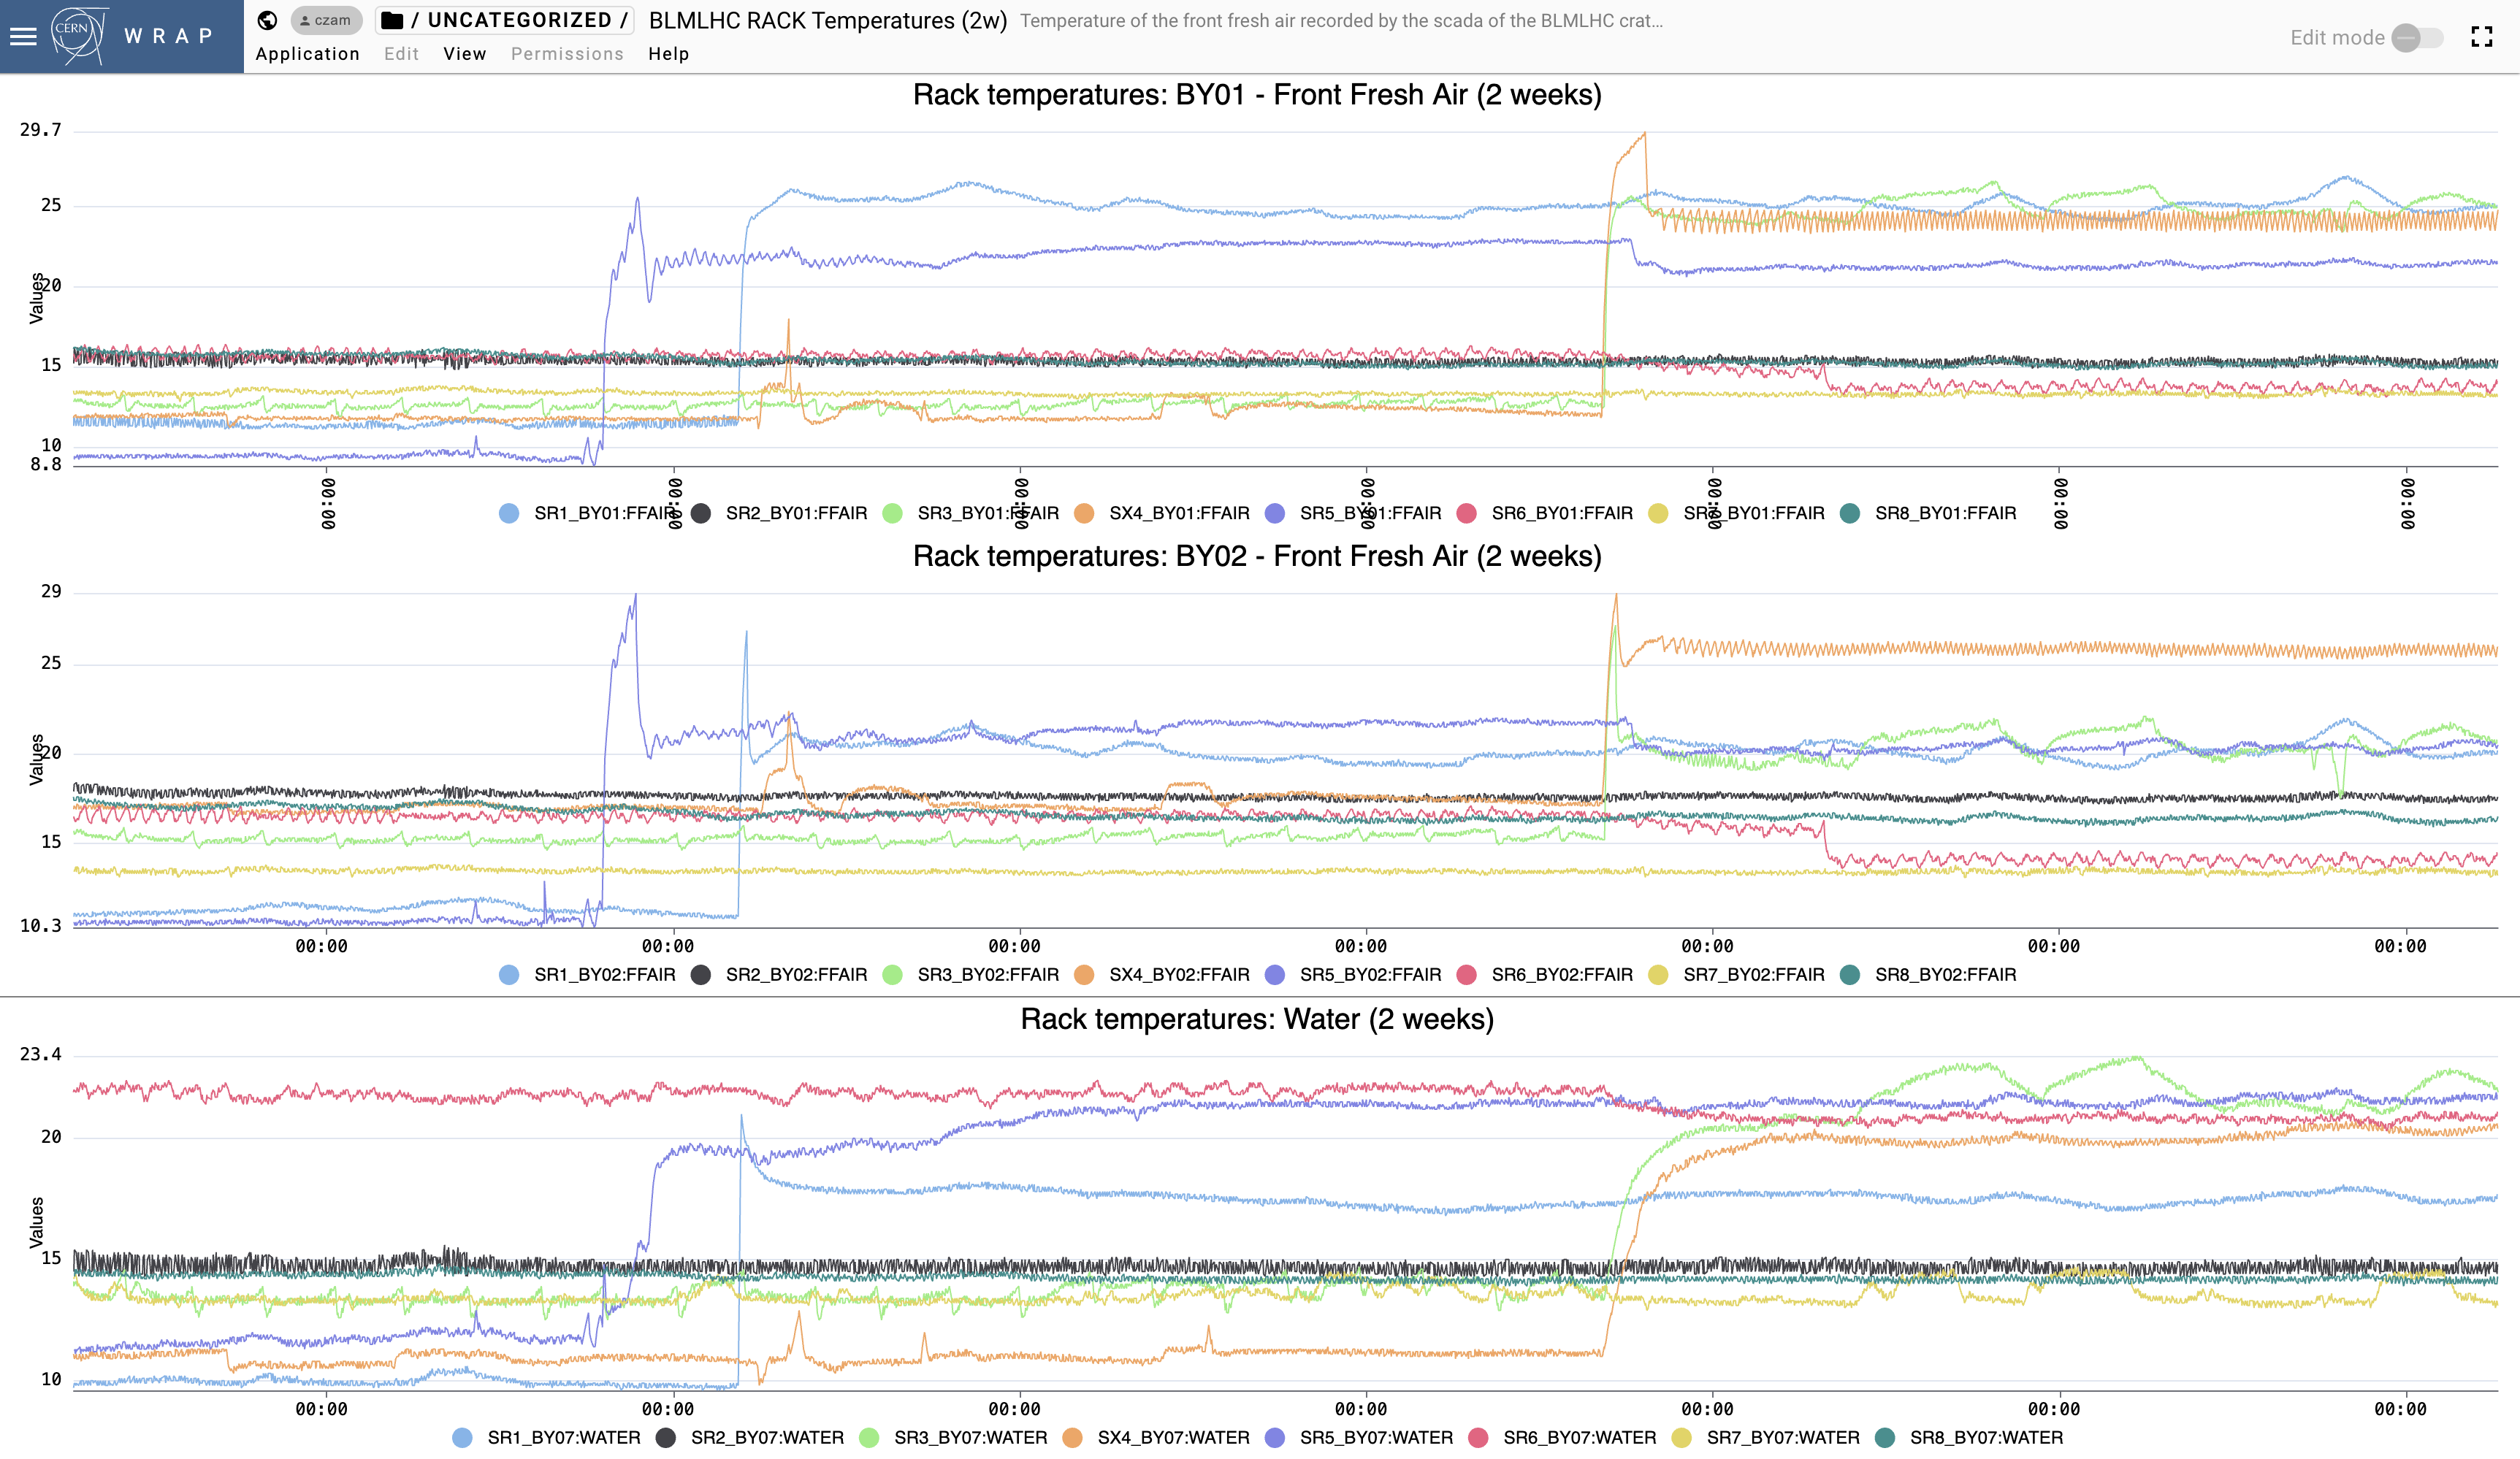 CERN WRAP czam / UNCATEGORIZED / BLMLHC RACK Temperatures (2w) Temperature of the front fresh air recorded by the scada of the BLMLHC crat... Edit mode
Application Edit View Permissions Help
Rack temperatures: BY01 - Front Fresh Air (2 weeks)
29.7
25
20
15
10
8.8
Values
00:00 00:00 00:00 00:00 00:00 00:00 00:00
SR1_BY01:FFAIR SR2_BY01:FFAIR SR3_BY01:FFAIR SX4_BY01:FFAIR SR5_BY01:FFAIR SR6_BY01:FFAIR SR7_BY01:FFAIR SR8_BY01:FFAIR
Rack temperatures: BY02 - Front Fresh Air (2 weeks)
29
25
20
15
10.3
Values
00:00 00:00 00:00 00:00 00:00 00:00 00:00
SR1_BY02:FFAIR SR2_BY02:FFAIR SR3_BY02:FFAIR SX4_BY02:FFAIR SR5_BY02:FFAIR SR6_BY02:FFAIR SR7_BY02:FFAIR SR8_BY02:FFAIR
Rack temperatures: Water (2 weeks)
23.4
20
15
10
Values
00:00 00:00 00:00 00:00 00:00 00:00 00:00
SR1_BY07:WATER SR2_BY07:WATER SR3_BY07:WATER SX4_BY07:WATER SR5_BY07:WATER SR6_BY07:WATER SR7_BY07:WATER SR8_BY07:WATER